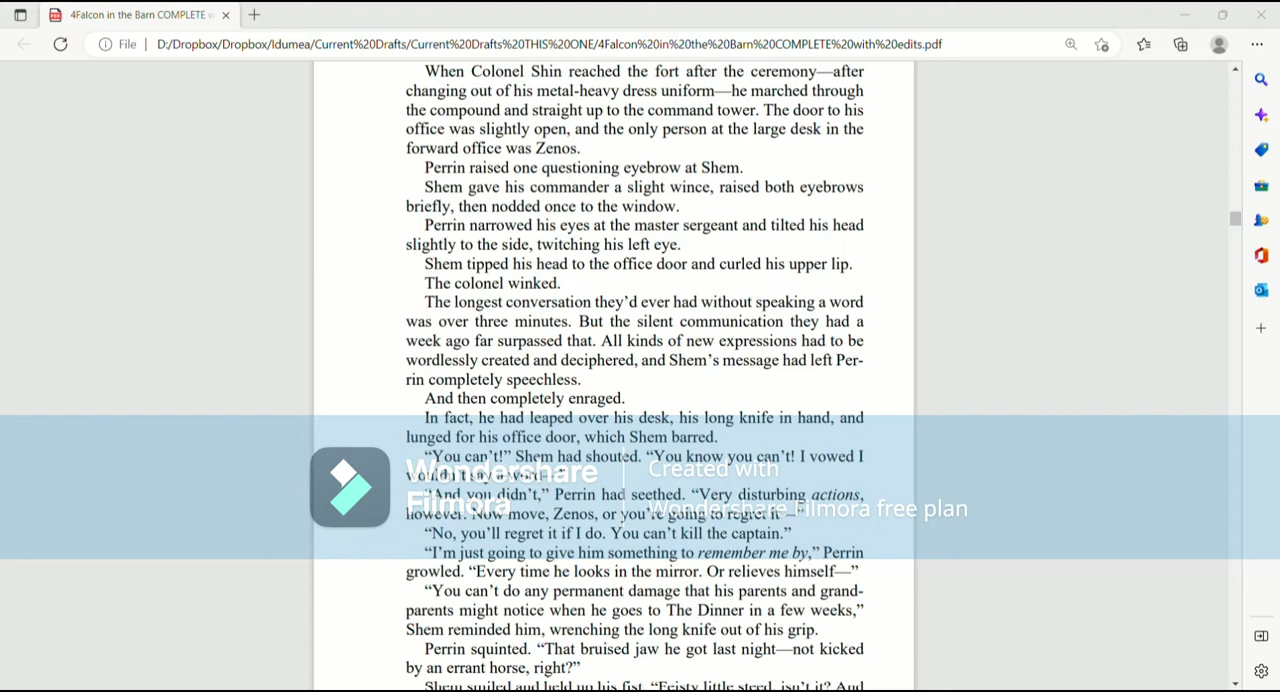 4Falcon in the Barn COMPLETE w
File | D:/Dropbox/Dropbox/Idumea/Current%20Drafts/Current%20Drafts%20THIS%20ONE/4Falcon%20in%20the%20Barn%20COMPLETE%20with%20edits.pdf
When Colonel Shin reached the fort after the ceremony—after
changing out of his metal-heavy dress uniform—he marched through
the compound and straight up to the command tower. The door to his
office was slightly open, and the only person at the large desk in the
forward office was Zenos.
Perrin raised one questioning eyebrow at Shem.
Shem gave his commander a slight wince, raised both eyebrows
briefly, then nodded once to the window.
Perrin narrowed his eyes at the master sergeant and tilted his head
slightly to the side, twitching his left eye.
Shem tipped his head to the office door and curled his upper lip.
The colonel winked.
The longest conversation they’d ever had without speaking a word
was over three minutes. But the silent communication they had a
week ago far surpassed that. All kinds of new expressions had to be
wordlessly created and deciphered, and Shem’s message had left Per-
rin completely speechless.
And then completely enraged.
In fact, he had leaped over his desk, his long knife in hand, and
lunged for his office door, which Shem barred.
“You can’t!” Shem had shouted. “You know you can’t! I vowed I
wouldn’t say a word—”
“And you didn’t,” Perrin had seethed. “Very disturbing actions,
however. Now move, Zenos, or you’re going to regret it—”
Wondershare
Filmora
Created with
Wondershare Filmora free plan
“No, you’ll regret it if I do. You can’t kill the captain.”
“I’m just going to give him something to remember me by,” Perrin
growled. “Every time he looks in the mirror. Or relieves himself—”
“You can’t do any permanent damage that his parents and grand-
parents might notice when he goes to The Dinner in a few weeks,”
Shem reminded him, wrenching the long knife out of his grip.
Perrin squinted. “That bruised jaw he got last night—not kicked
by an errant horse, right?”
Shem smiled and held up his fist. “Feisty little steed, isn’t it? And